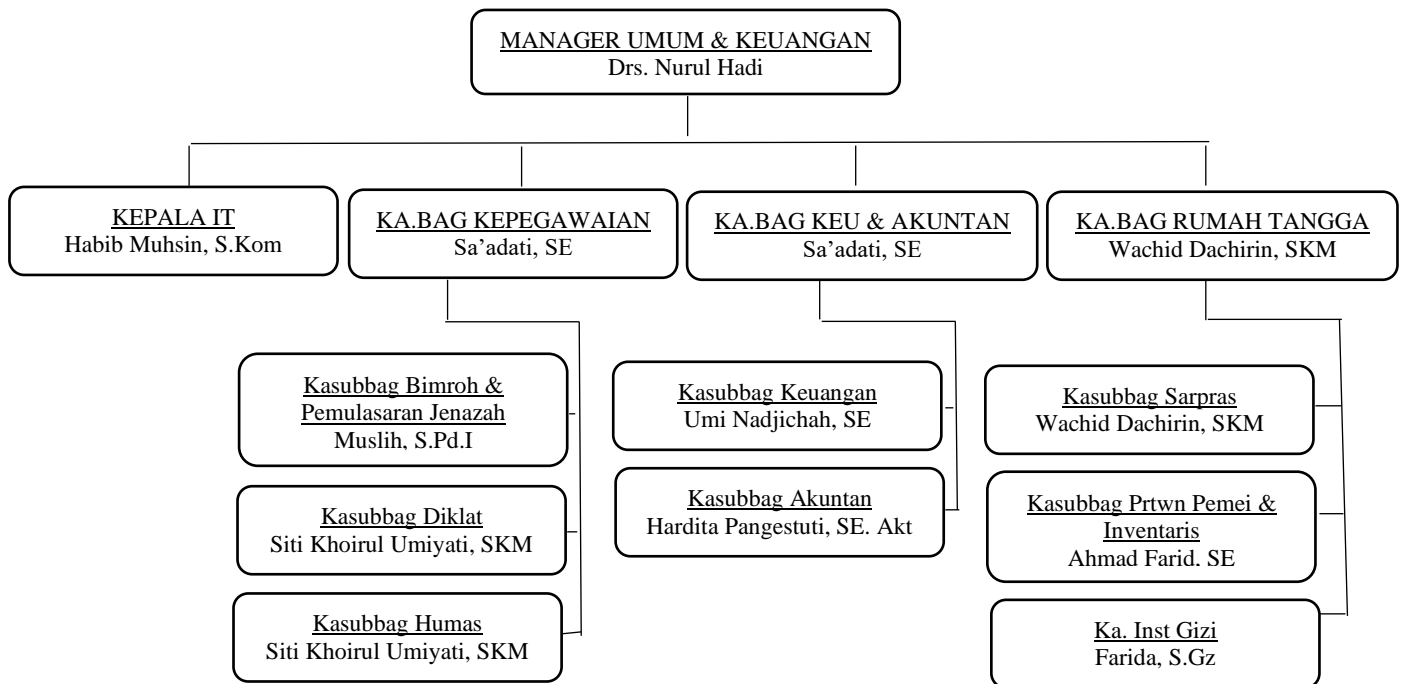 MANAGER UMUM & KEUANGAN
Drs. Nurul Hadi
KEPALA IT
Habib Muhsin, S.Kom
KA.BAG KEPEGAWAIAN
Sa’adati, SE
KA.BAG KEU & AKUNTAN
Sa’adati, SE
KA.BAG RUMAH TANGGA
Wachid Dachirin, SKM
Kasubbag Bimroh &
Pemulasaran Jenazah
Muslih, S.Pd.I
Kasubbag Diklat
Siti Khoirul Umiyati, SKM
Kasubbag Humas
Siti Khoirul Umiyati, SKM
Kasubbag Keuangan
Umi Nadjichah, SE
Kasubbag Akuntan
Hardita Pangestuti, SE. Akt
Kasubbag Sarpras
Wachid Dachirin, SKM
Kasubbag Prtwn Pemei &
Inventaris
Ahmad Farid, SE
Ka. Inst Gizi
Farida, S.Gz